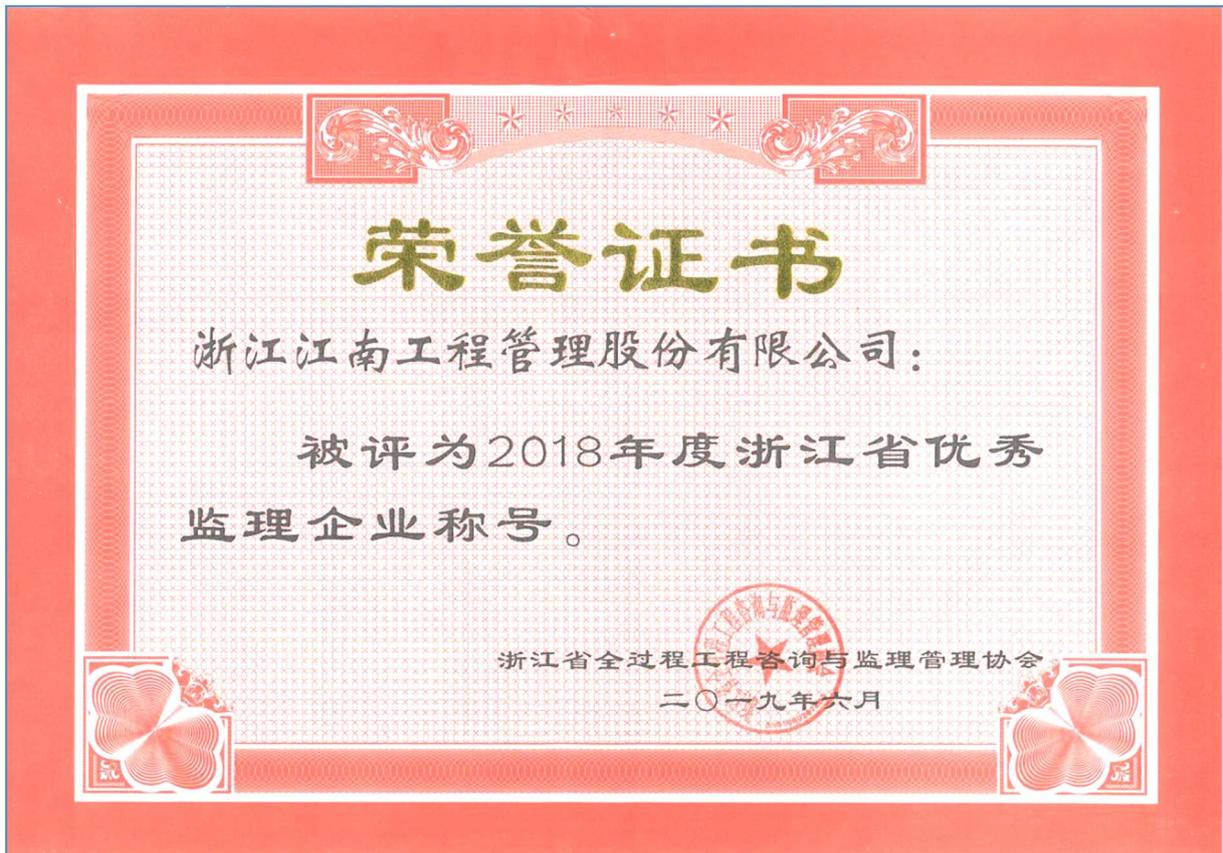 荣誉证书
浙江江南工程管理股份有限公司：
被评为2018年度浙江省优秀
监理企业称号。
浙江省全过程工程咨询与监理管理协会
二〇一九年六月